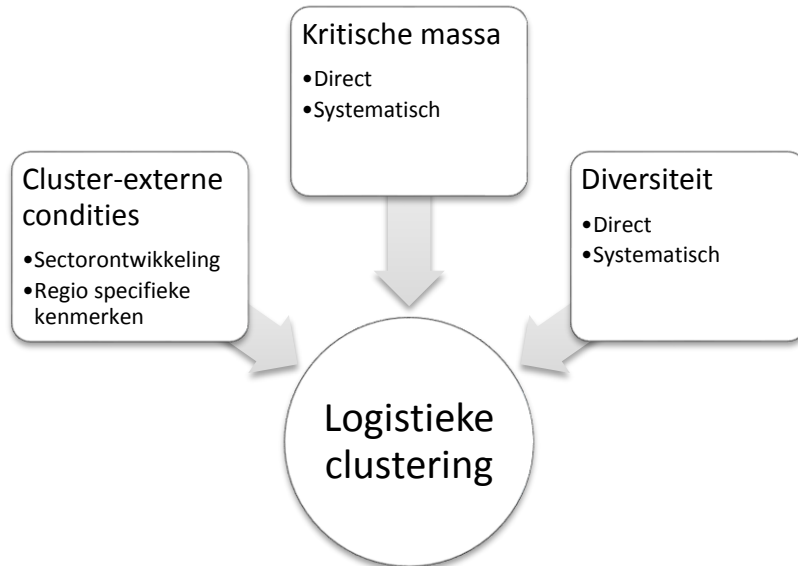 Kritische massa
•Direct
•Systematisch
Cluster-externe
condities
•Sectorontwikkeling
•Regio specifieke
kenmerken
Diversiteit
•Direct
•Systematisch
Logistieke
clustering